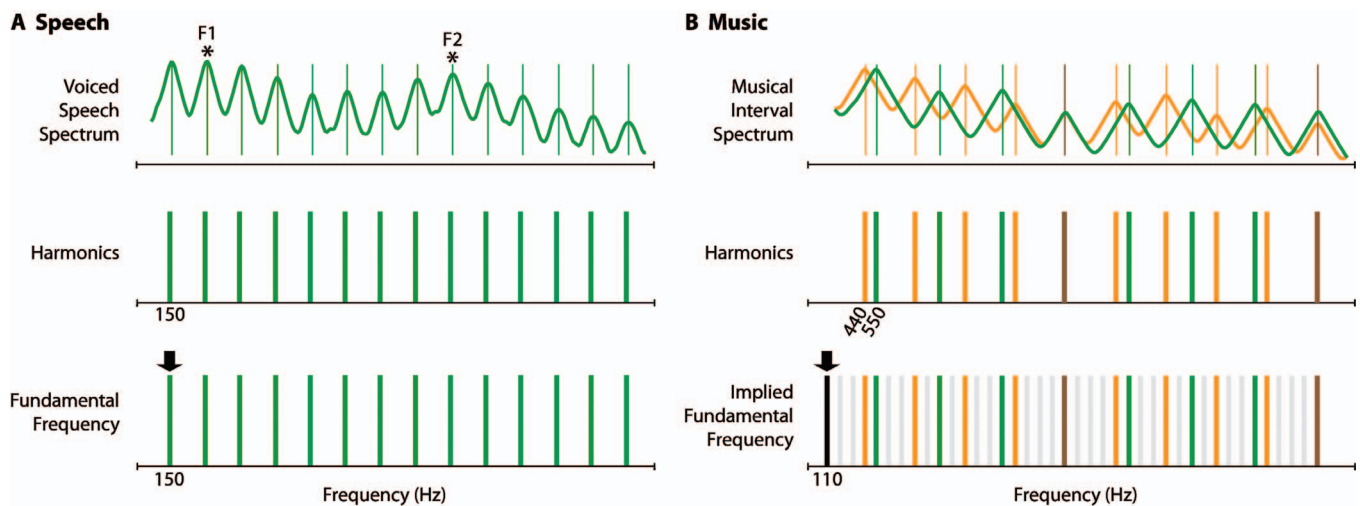 A Speech
F1
*
F2
*
Voiced
Speech
Spectrum
Harmonics
150
Fundamental
Frequency
150
Frequency (Hz)
B Music
Musical
Interval
Spectrum
Harmonics
440
550
Implied
Fundamental
Frequency
110
Frequency (Hz)